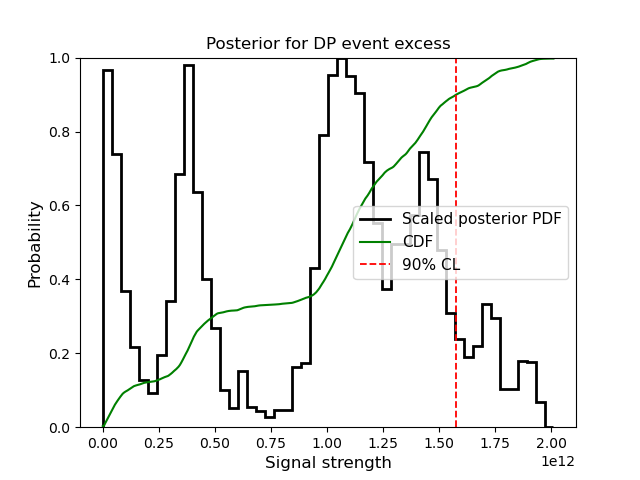 Posterior for DP event excess
1.0
0.8
0.6
0.4
0.2
0.0
Probability
Scaled posterior PDF
CDF
90% CL
0.00 0.25 0.50 0.75 1.00 1.25 1.50 1.75 2.00
1e12
Signal strength